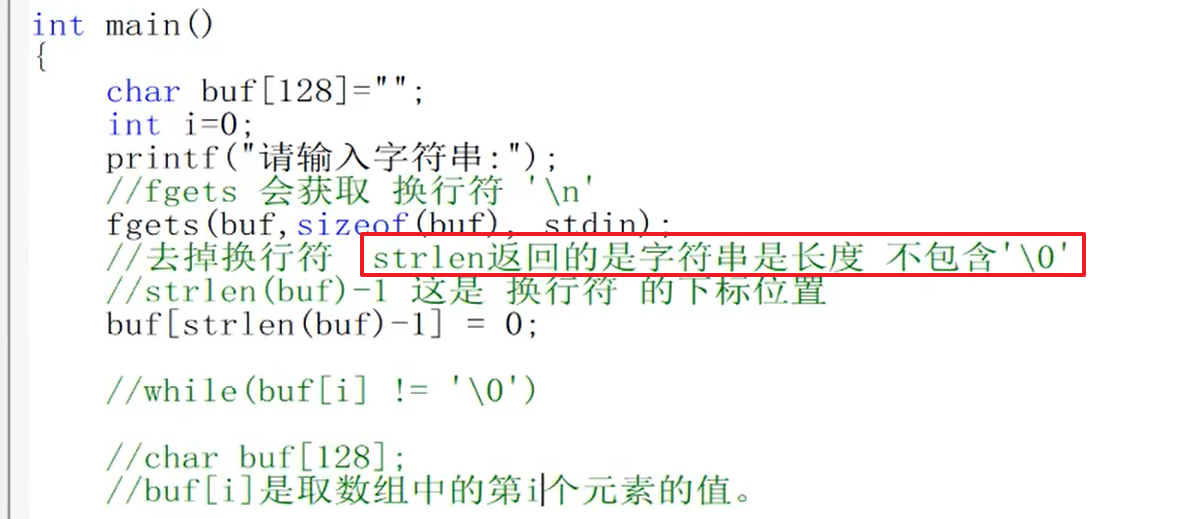 int main()
{
char buf[128]="";
int i=0;
printf("请输入字符串:");
//fgets 会获取 换行符 '\n'
fgets(buf,sizeof(buf), stdin);
//去掉换行符 strlen返回的是字符串是长度 不包含'\0'
//strlen(buf)-1 这是 换行符 的下标位置
buf[strlen(buf)-1] = 0;
//while(buf[i] != '\0')
//char buf[128];
//buf[i]是取数组中的第i个元素的值。